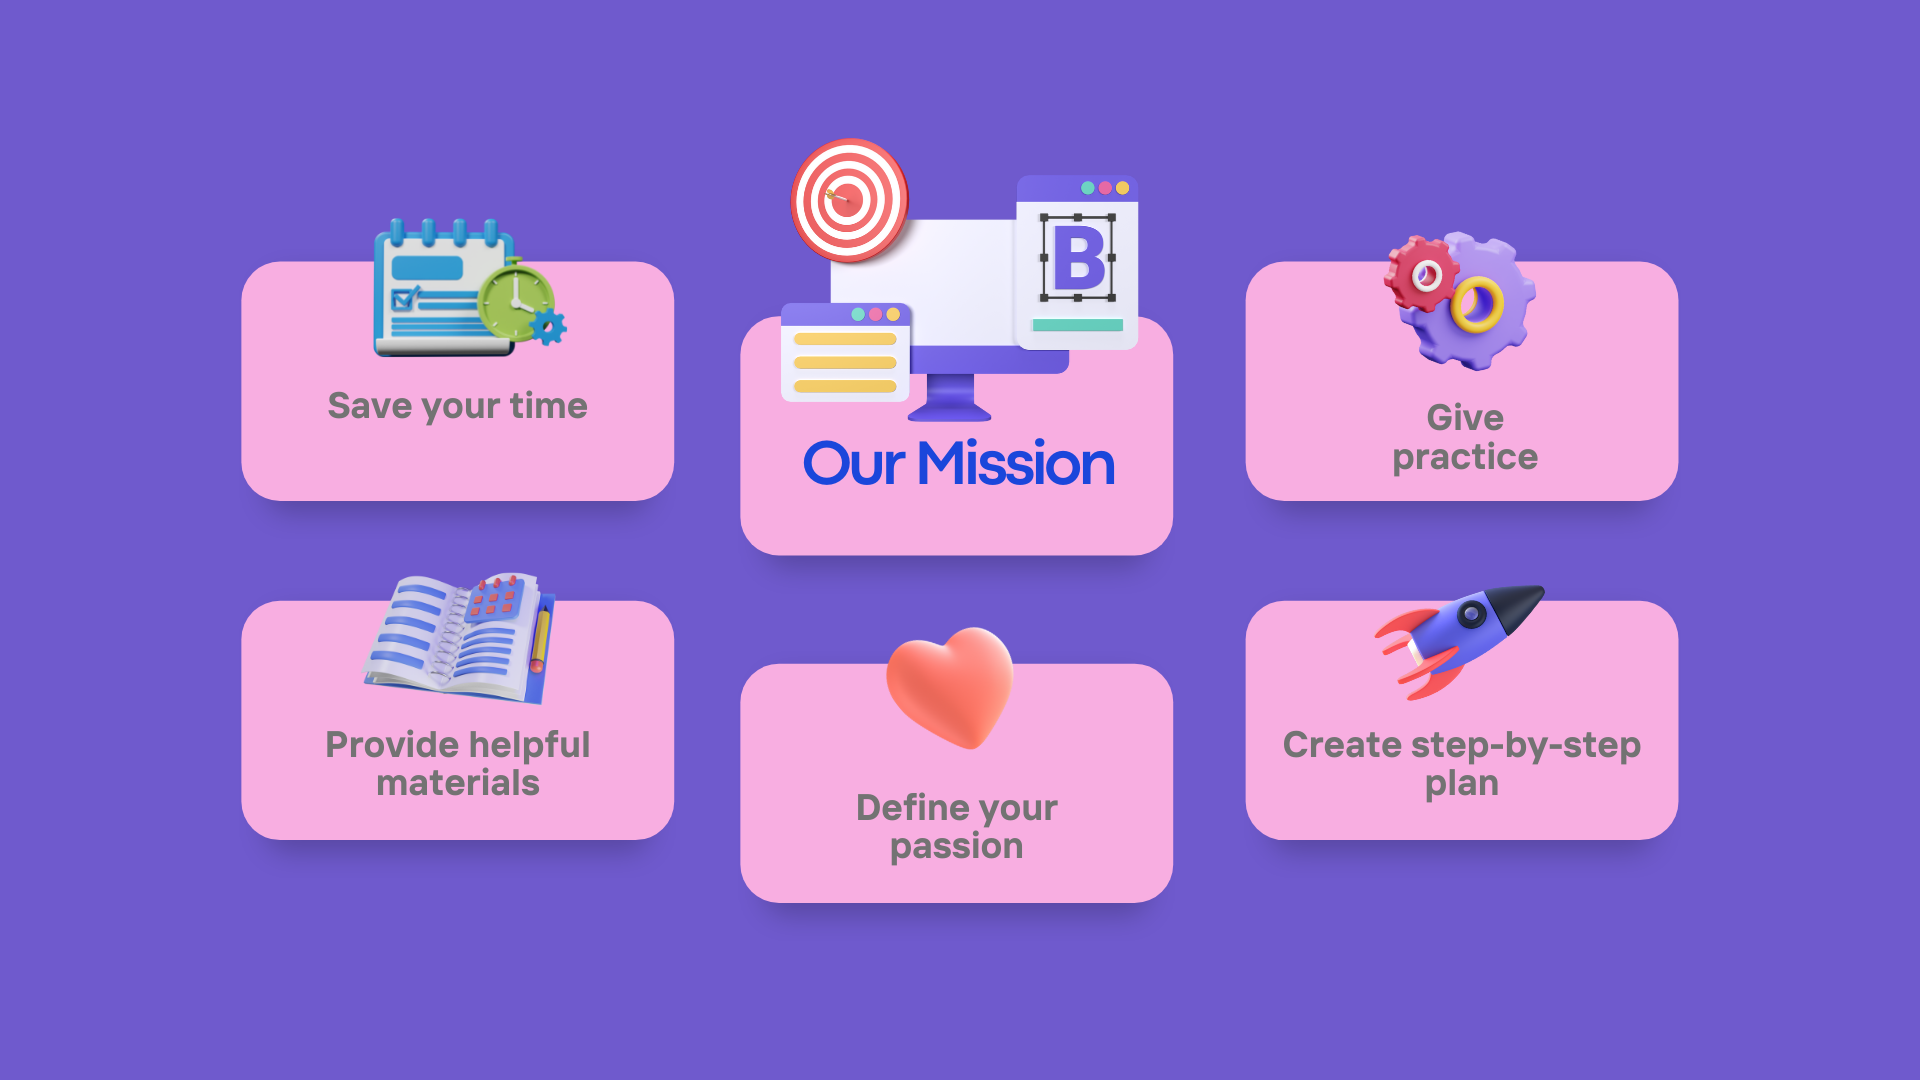 B
Save your time
Our Mission
Give
practice
Provide helpful
materials
Define your
passion
Create step-by-step
plan